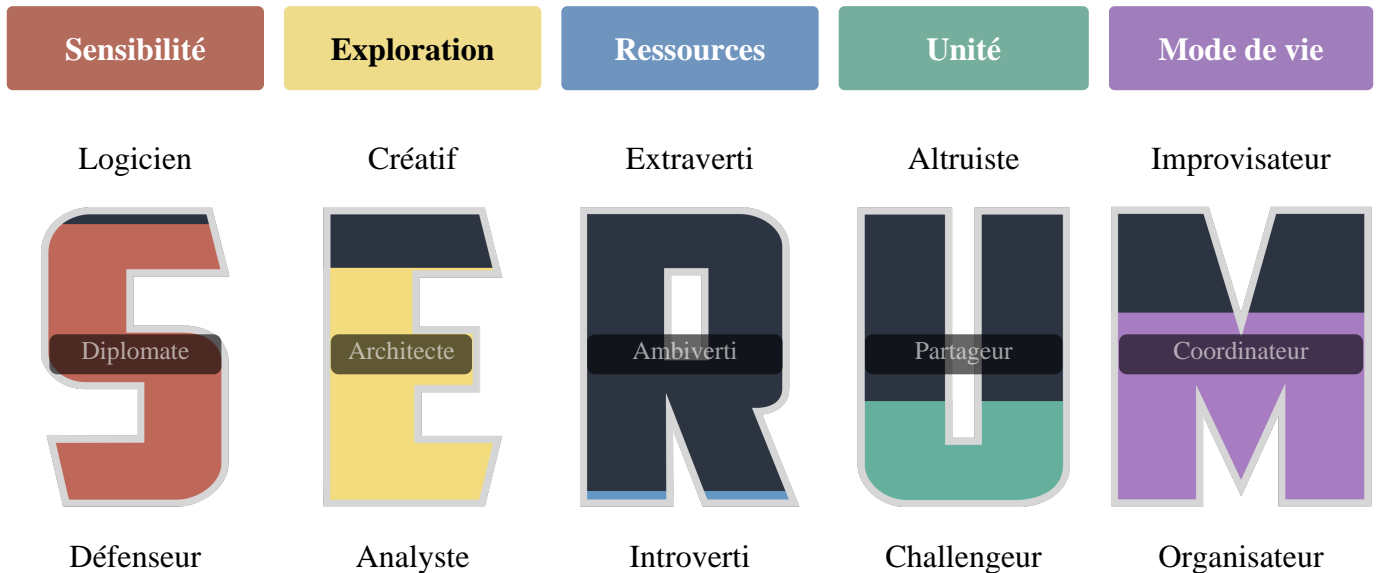 Sensibilité
Exploration
Ressources
Unité
Mode de vie
Logicien
Créatif
Extraverti
Altruiste
Improvisateur
S
E
R
U
M
Diplomate
Architecte
Ambiverti
Partageur
Coordinateur
Défenseur
Analyste
Introverti
Challengeur
Organisateur